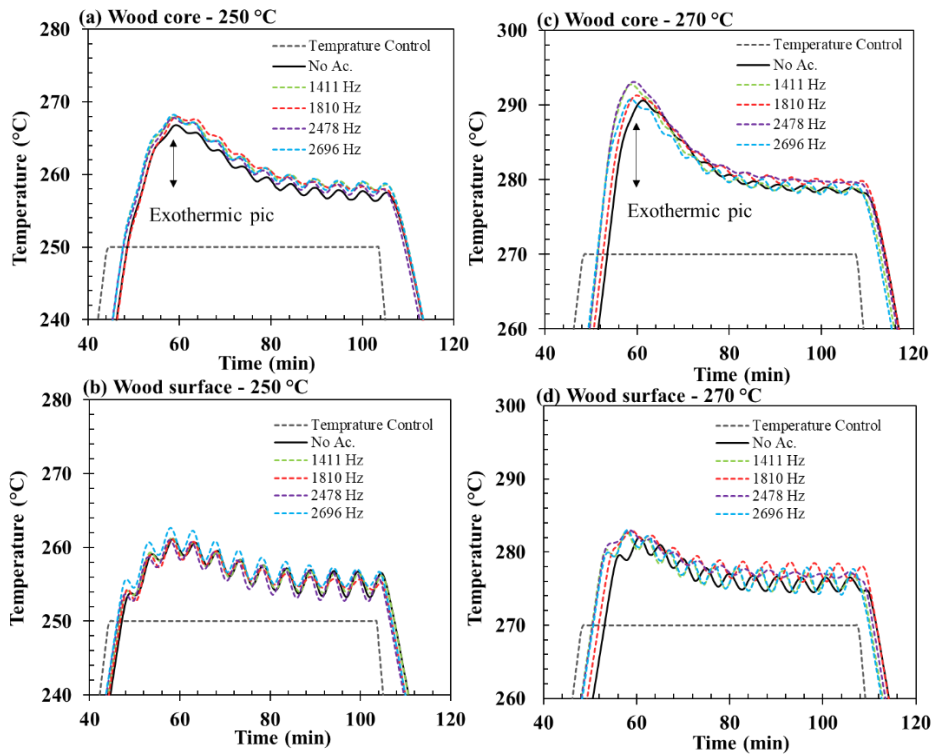 (a) Wood core - 250 °C
280
270
260
250
240
40
60
80
100
120
Temperature (°C)
Time (min)
Temprature Control
No Ac.
1411 Hz
1810 Hz
2478 Hz
2696 Hz
Exothermic pic
(c) Wood core - 270 °C
300
290
280
270
260
40
60
80
100
120
Temperature (°C)
Time (min)
Temperature Control
No Ac.
1411 Hz
1810 Hz
2478 Hz
2696 Hz
Exothermic pic
(b) Wood surface - 250 °C
280
270
260
250
240
40
60
80
100
120
Temperature (°C)
Time (min)
Temprature Control
No Ac.
1411 Hz
1810 Hz
2478 Hz
2696 Hz
(d) Wood surface - 270 °C
300
290
280
270
260
40
60
80
100
120
Temperature (°C)
Time (min)
Temperature Control
No Ac.
1411 Hz
1810 Hz
2478 Hz
2696 Hz